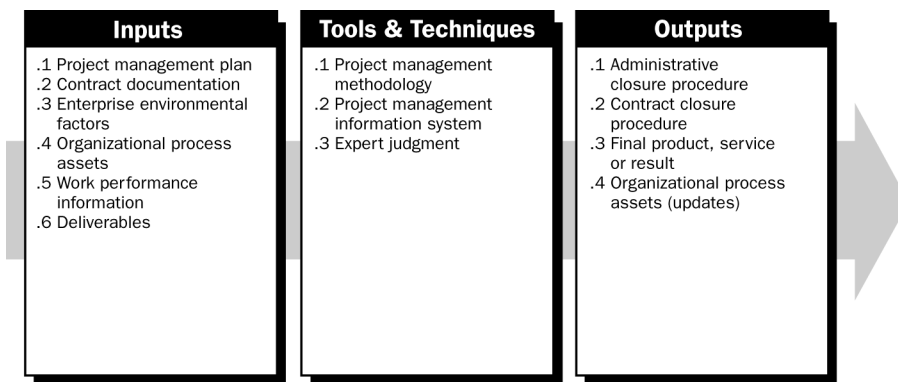 Inputs
.1 Project management plan
.2 Contract documentation
.3 Enterprise environmental
factors
.4 Organizational process
assets
.5 Work performance
information
.6 Deliverables
Tools & Techniques
.1 Project management
methodology
.2 Project management
information system
.3 Expert judgment
Outputs
.1 Administrative
closure procedure
.2 Contract closure
procedure
.3 Final product, service
or result
.4 Organizational process
assets (updates)